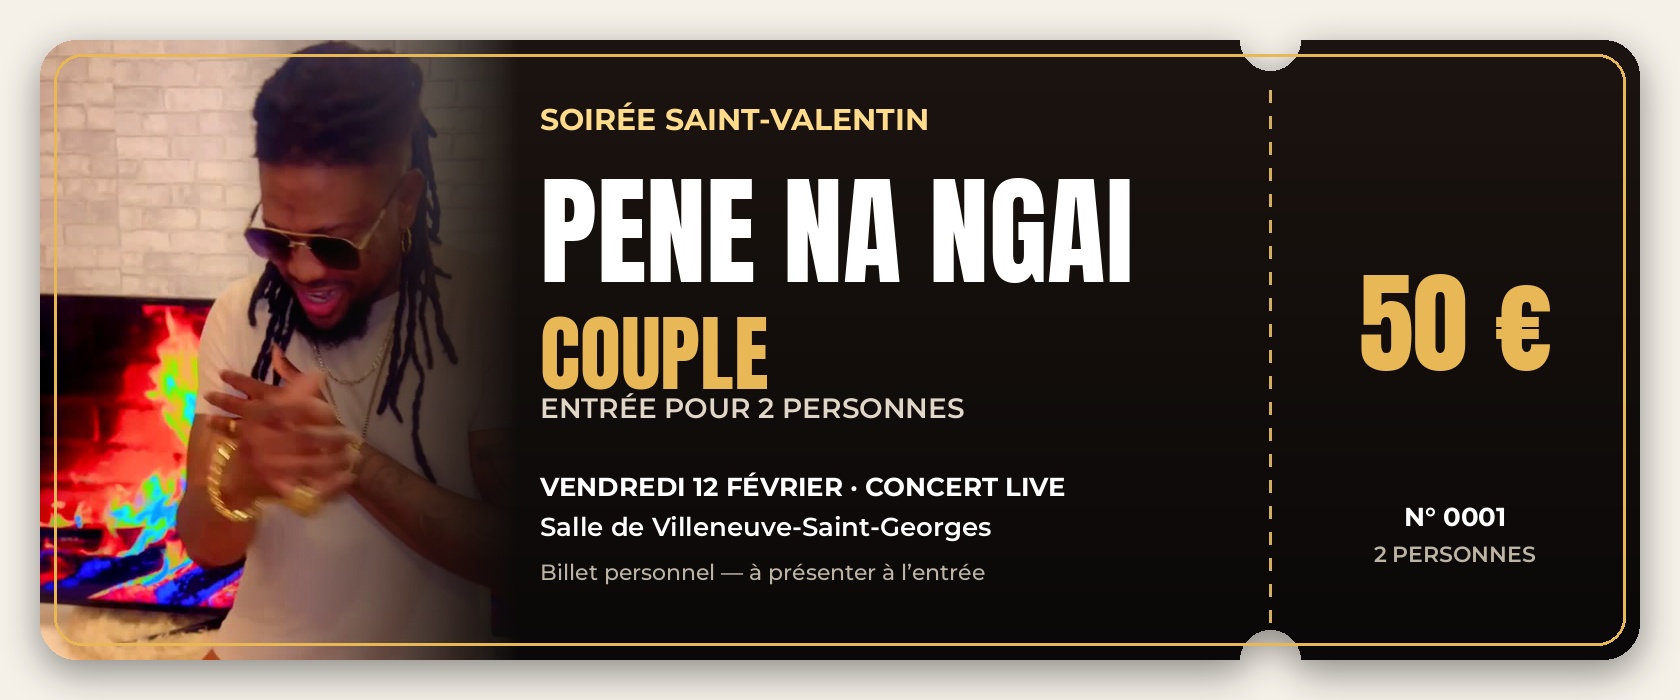 SOIRÉE SAINT-VALENTIN
PENE NA NGAI
COUPLE
ENTRÉE POUR 2 PERSONNES
VENDREDI 12 FÉVRIER · CONCERT LIVE
Salle de Villeneuve-Saint-Georges
Billet personnel — à présenter à l’entrée
50 €
N° 0001
2 PERSONNES